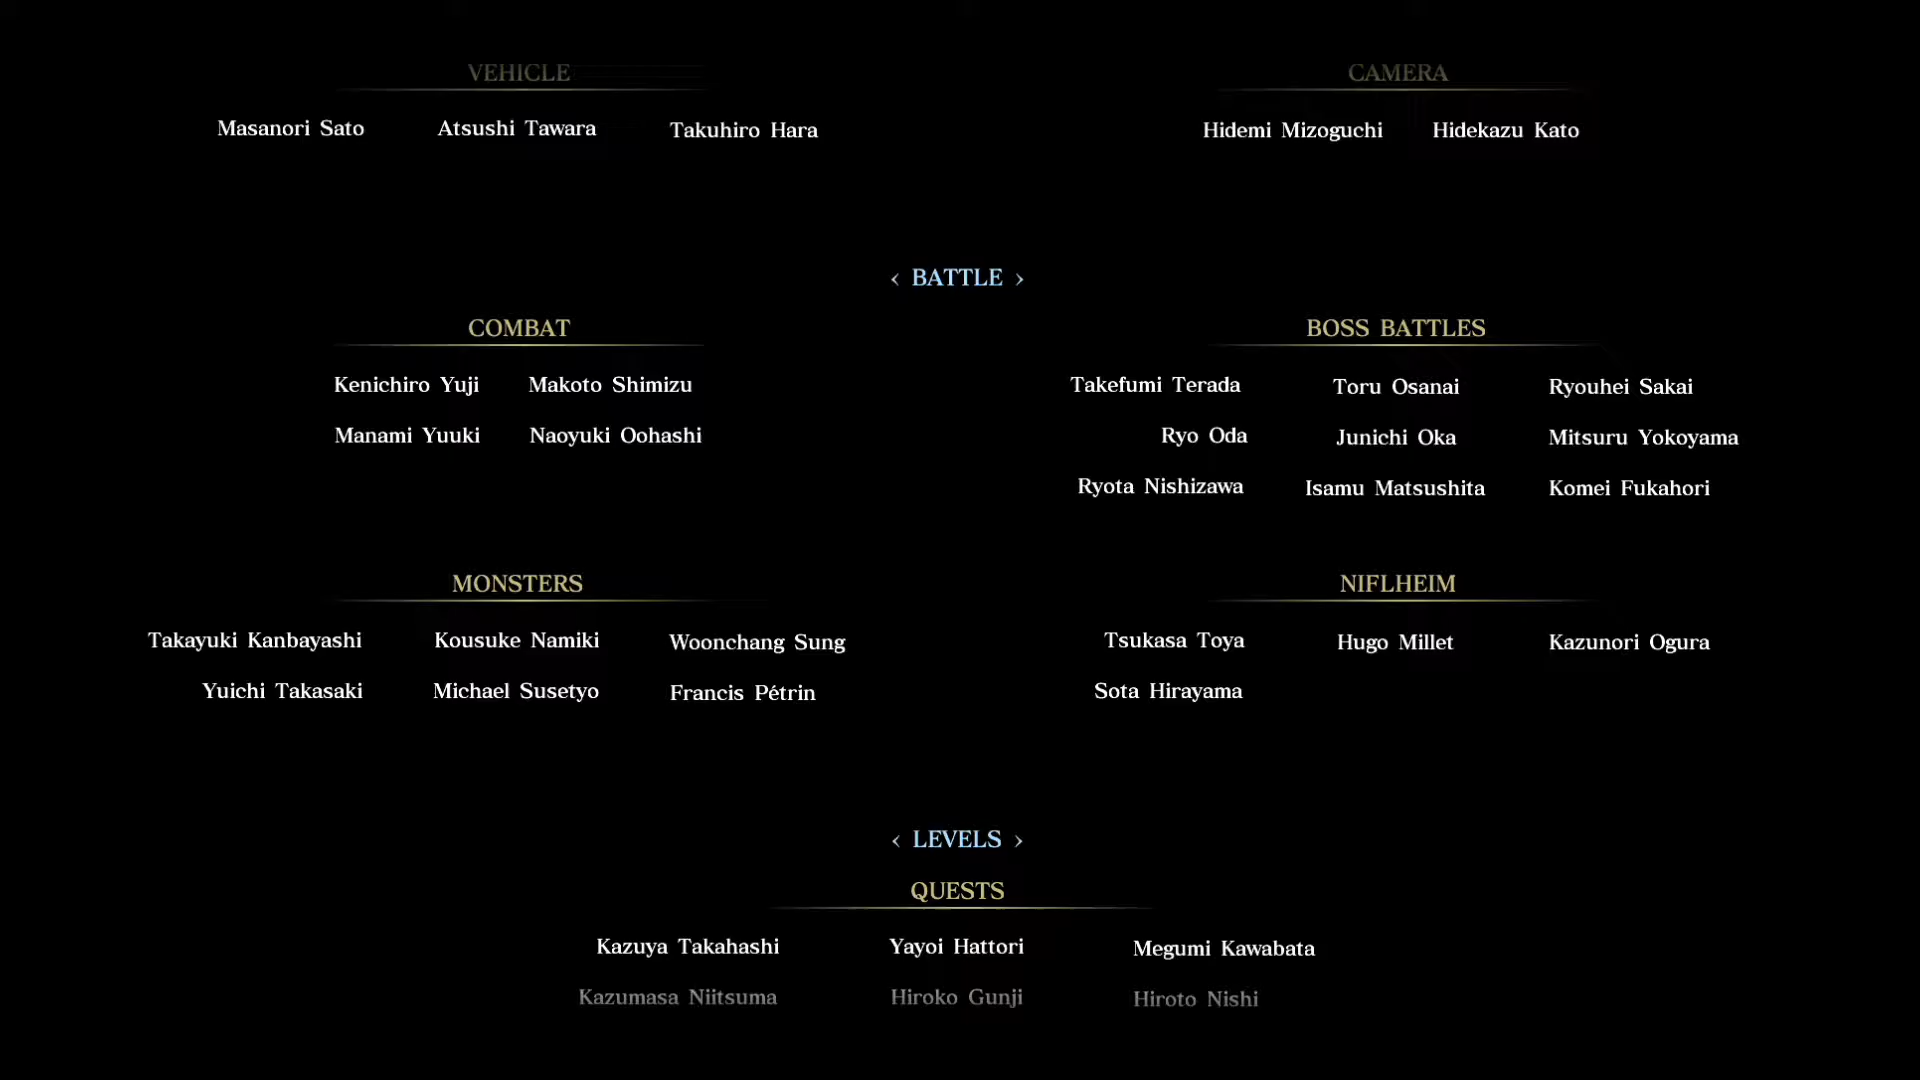 VEHICLE
Masanori Sato Atsushi Tawara Takuhiro Hara
CAMERA
Hidemi Mizoguchi Hidekazu Kato
‹ BATTLE ›
COMBAT
Kenichiro Yuji Makoto Shimizu
Manami Yuuki Naoyuki Oohashi
BOSS BATTLES
Takefumi Terada Toru Osanai Ryouhei Sakai
Ryo Oda Junichi Oka Mitsuru Yokoyama
Ryota Nishizawa Isamu Matsushita Komei Fukahori
MONSTERS
Takayuki Kanbayashi Kousuke Namiki Woonchang Sung
Yuichi Takasaki Michael Susetyo Francis Pétrin
NIFLHEIM
Tsukasa Toya Hugo Millet Kazunori Ogura
Sota Hirayama
‹ LEVELS ›
QUESTS
Kazuya Takahashi Yayoi Hattori Megumi Kawabata
Kazumasa Niitsuma Hiroko Gunji Hiroto Nishi